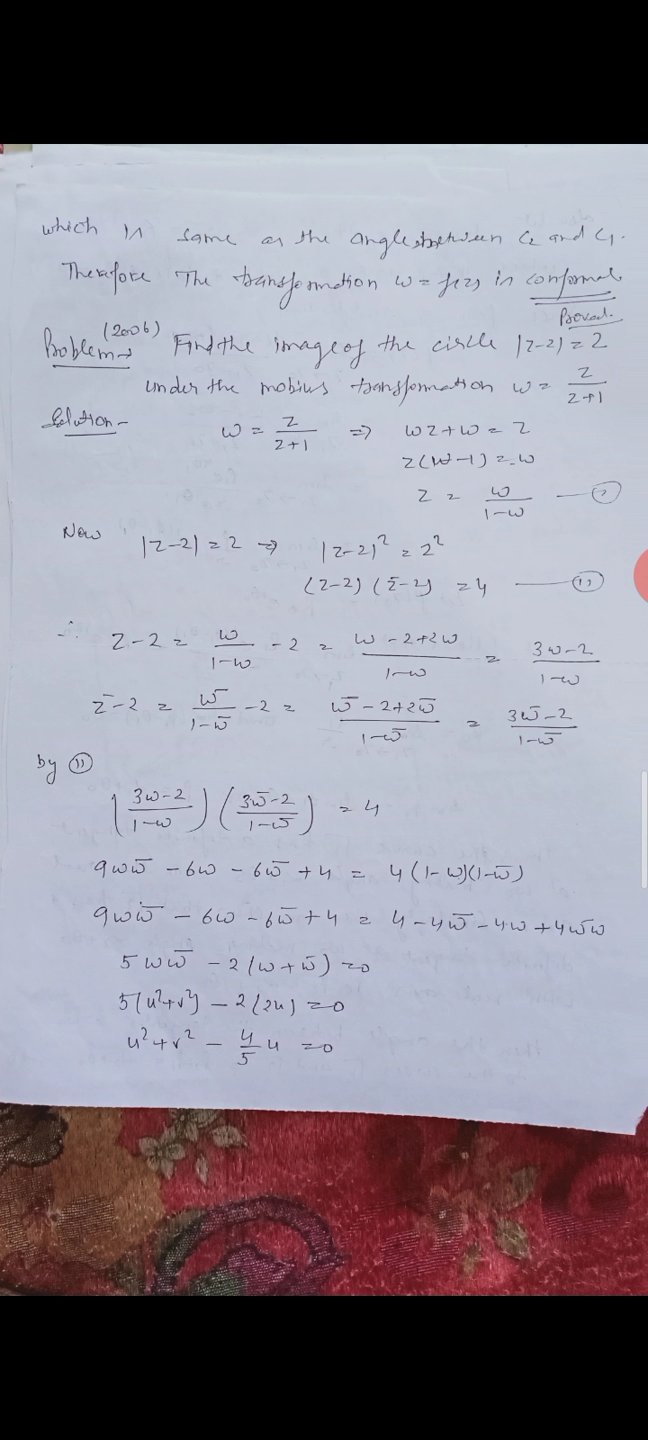 which is same as the angle between C₂ and C₁.
Therefore The transformation w = f(z) is conformal
Proved.
Problem→ (2006) Find the image of the circle |z-2| = 2
under the mobius transformation w = z/(z+1)
Solution - w = z/(z+1) ⇒ wz+w = z
z(w-1) = -w
z = w/(1-w) — (i)
Now |z-2| = 2 ⇒ |z-2|² = 2²
(z-2) (z̄-2) = 4 — (ii)
∴ z-2 = w/(1-w) - 2 = (w-2+2w)/(1-w) = (3w-2)/(1-w)
z̄-2 = w̄/(1-w̄) - 2 = (w̄-2+2w̄)/(1-w̄) = (3w̄-2)/(1-w̄)
by (ii)
((3w-2)/(1-w)) ((3w̄-2)/(1-w̄)) = 4
9ww̄ - 6w - 6w̄ + 4 = 4(1-w)(1-w̄)
9ww̄ - 6w - 6w̄ + 4 = 4 - 4w̄ - 4w + 4w̄w
5ww̄ - 2(w+w̄) = 0
5(u²+v²) - 2(2u) = 0
u²+v² - 4/5 u = 0